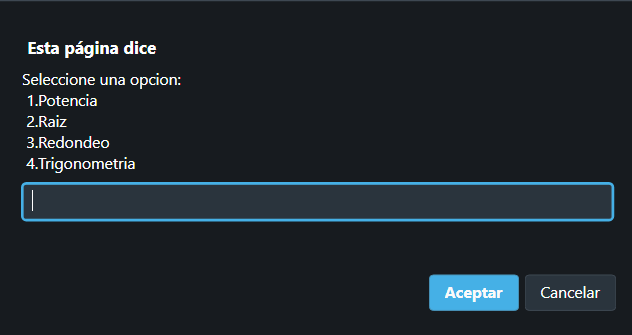 Esta página dice
Seleccione una opcion:
1.Potencia
2.Raiz
3.Redondeo
4.Trigonometria
Aceptar Cancelar